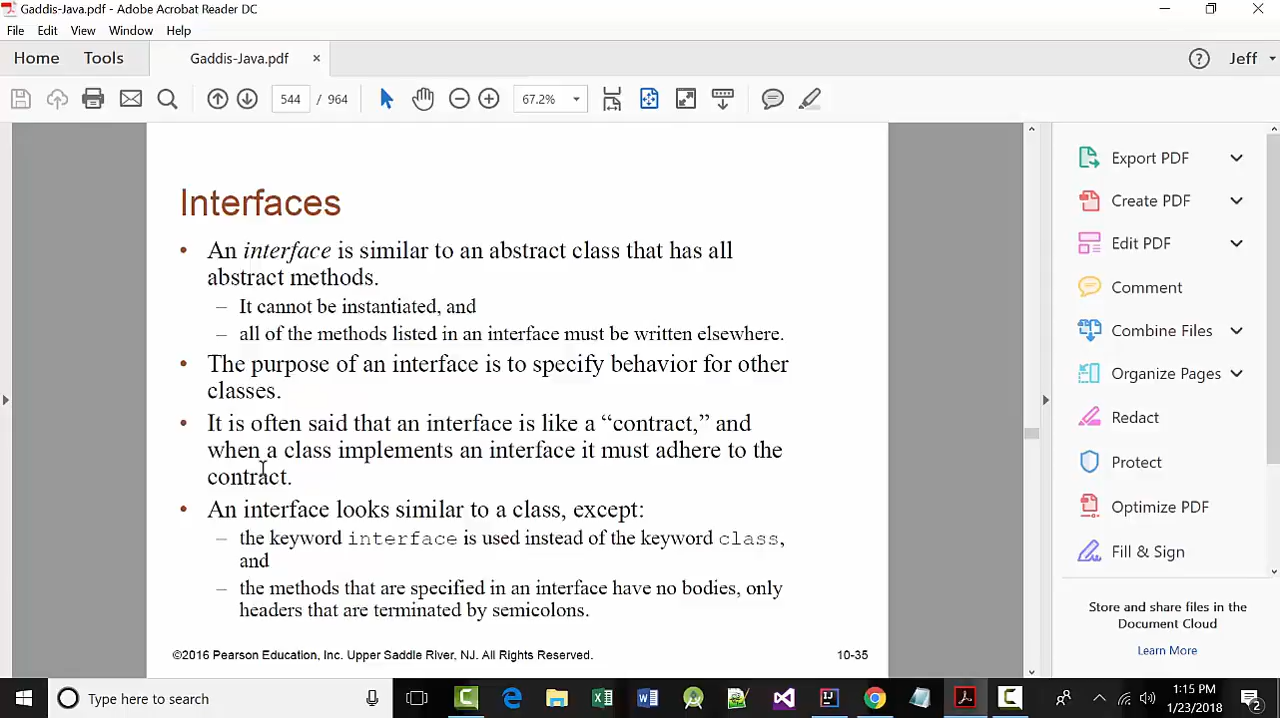 Gaddis-Java.pdf - Adobe Acrobat Reader DC
File Edit View Window Help
Home Tools Gaddis-Java.pdf × ? Jeff
544 / 964 67.2%
Interfaces
• An interface is similar to an abstract class that has all
abstract methods.
– It cannot be instantiated, and
– all of the methods listed in an interface must be written elsewhere.
• The purpose of an interface is to specify behavior for other
classes.
• It is often said that an interface is like a “contract,” and
when a class implements an interface it must adhere to the
contract.
• An interface looks similar to a class, except:
– the keyword interface is used instead of the keyword class,
and
– the methods that are specified in an interface have no bodies, only
headers that are terminated by semicolons.
©2016 Pearson Education, Inc. Upper Saddle River, NJ. All Rights Reserved. 10-35
Export PDF
Create PDF
Edit PDF
Comment
Combine Files
Organize Pages
Redact
Protect
Optimize PDF
Fill & Sign
Store and share files in the
Document Cloud
Learn More
Type here to search
1:15 PM
1/23/2018
2